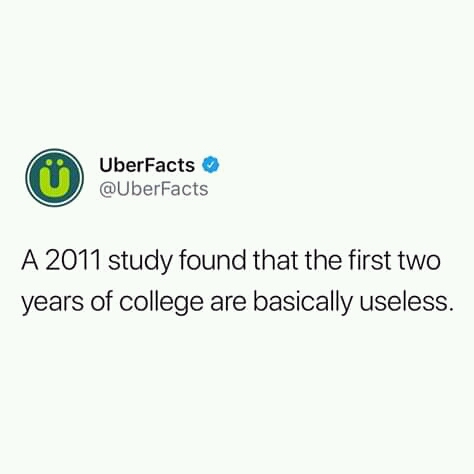 Ü
UberFacts
@UberFacts
A 2011 study found that the first two
years of college are basically useless.